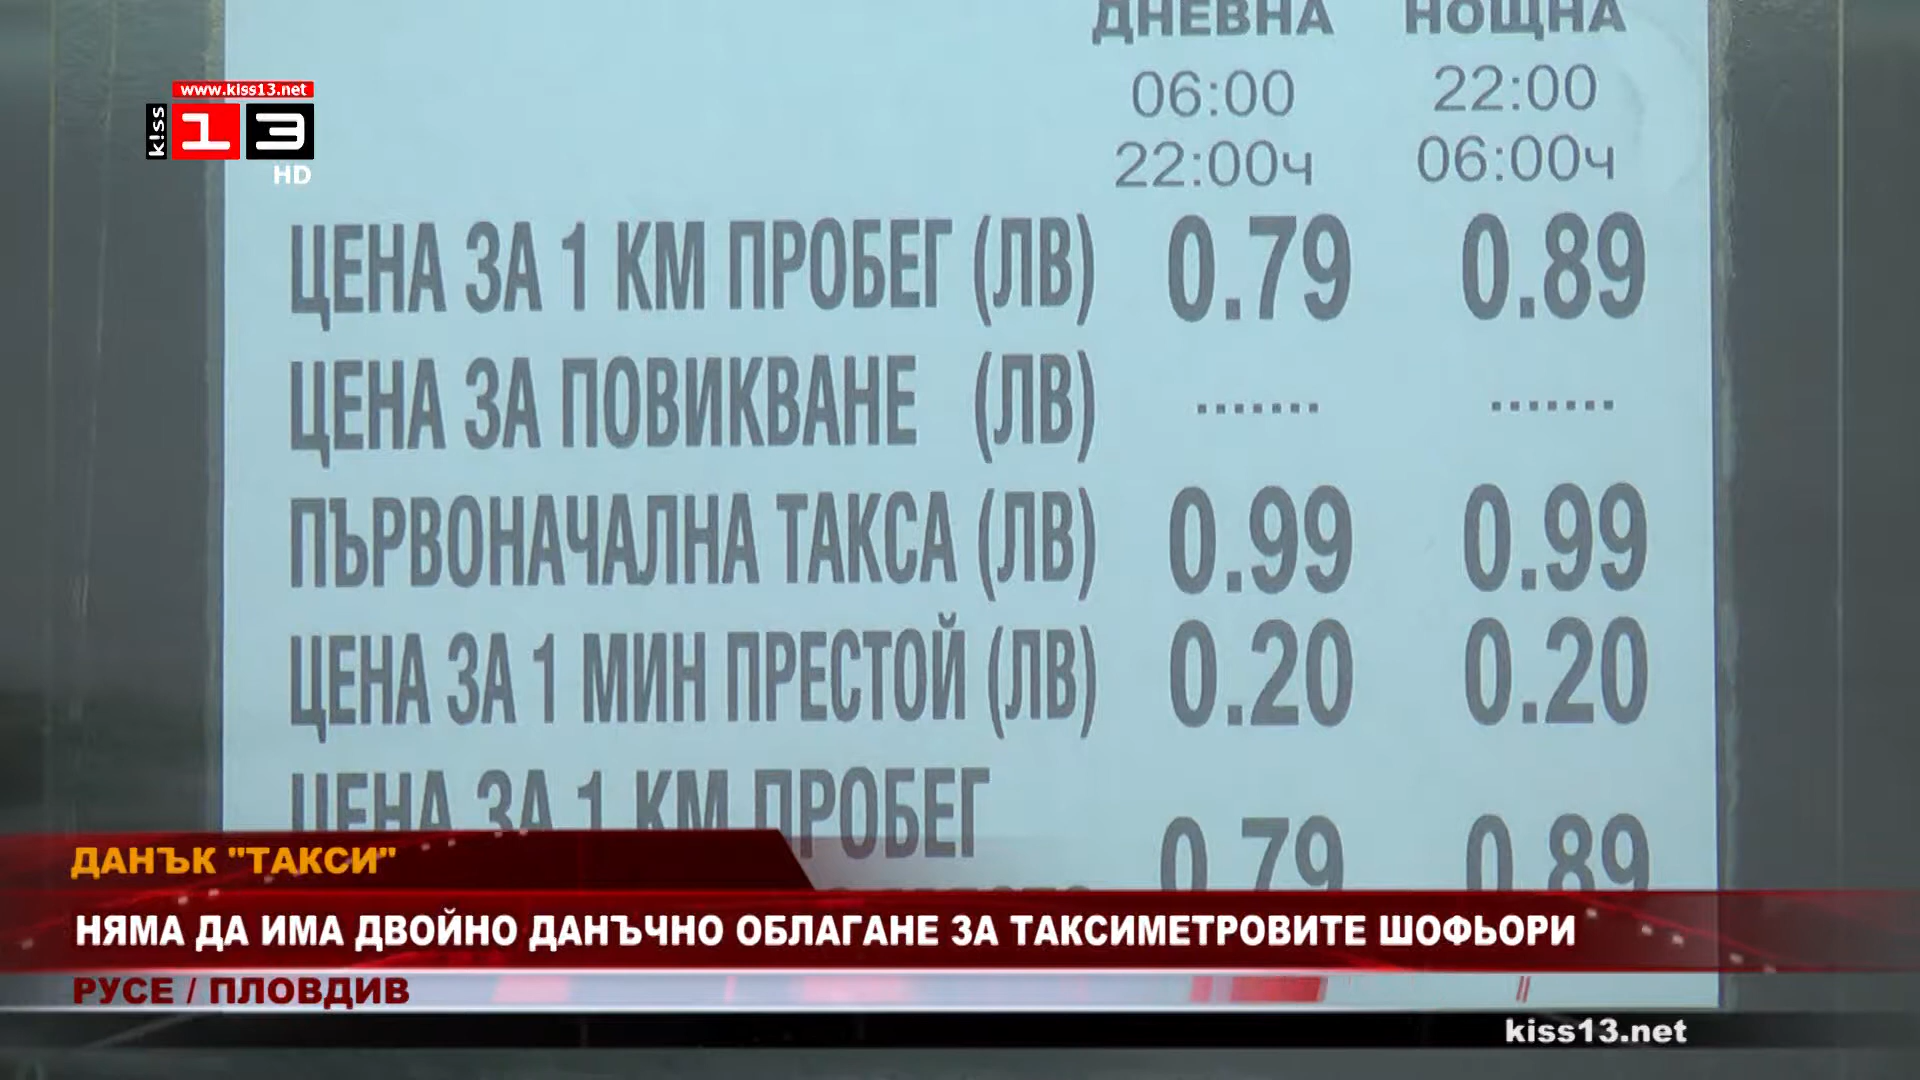 ДНЕВНА НОЩНА
www.kiss13.net
06:00 22:00
kiss 13
22:00ч 06:00ч
HD
ЦЕНА ЗА 1 КМ ПРОБЕГ (ЛВ) 0.79 0.89
ЦЕНА ЗА ПОВИКВАНЕ (ЛВ) ....... .......
ПЪРВОНАЧАЛНА ТАКСА (ЛВ) 0.99 0.99
ЦЕНА ЗА 1 МИН ПРЕСТОЙ (ЛВ) 0.20 0.20
ЦЕНА ЗА 1 КМ ПРОБЕГ
0.79 0.89
ДАНЪК "ТАКСИ"
НЯМА ДА ИМА ДВОЙНО ДАНЪЧНО ОБЛАГАНЕ ЗА ТАКСИМЕТРОВИТЕ ШОФЬОРИ
РУСЕ / ПЛОВДИВ
kiss13.net